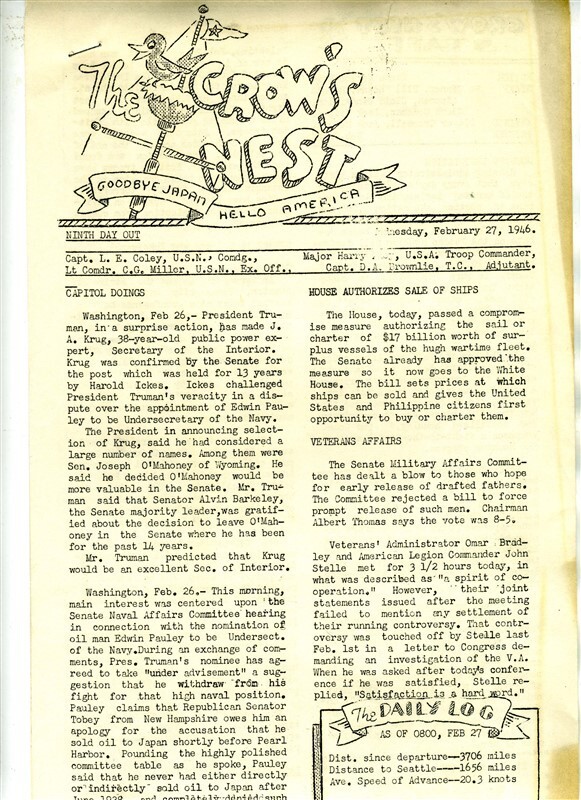 The CROW'S NEST
GOODBYE JAPAN
HELLO AMERICA
NINTH DAY OUT
nesday, February 27, 1946.
Capt. L. E. Coley, U.S.N., Comdg.,
Lt Comdr. C.G. Miller, U.S.N., Ex. Off.,
Major Harry U.S.A. Troop Commander,
Capt. D.A. Brownlie, T.C., Adjutant.
CAPITOL DOINGS
Washington, Feb 26,- President Tru-
man, in a surprise action, has made J.
A. Krug, 38-year-old public power ex-
pert, Secretary of the Interior.
Krug was confirmed by the Senate for
the post which was held for 13 years
by Harold Ickes. Ickes challenged
President Truman's veracity in a dis-
pute over the appointment of Edwin Pau-
ley to be Undersecretary of the Navy.
The President in announcing select-
ion of Krug, said he had considered a
large number of names. Among them were
Sen. Joseph O'Mahoney of Wyoming. He
said he decided O'Mahoney would be
more valuable in the Senate. Mr. Tru-
man said that Senator Alvin Barkeley,
the Senate majority leader,was gratif-
ied about the decision to leave O'Mah-
oney in the Senate where he has been
for the past 14 years.
Mr. Truman predicted that Krug
would be an excellent Sec. of Interior.
Washington, Feb. 26.- This morning,
main interest was centered upon the
Senate Naval Affairs Committee hearing
in connection with the nomination of
oil man Edwin Pauley to be Undersect.
of the Navy.During an exchange of com-
ments, Pres. Truman's nominee has ag-
reed to take "under advisement" a sug-
gestion that he withdraw from his
fight for that high naval position.
Pauley claims that Republican Senator
Tobey from New Hampshire owes him an
apology for the accusation that he
sold oil to Japan shortly before Pearl
Harbor. Pounding the highly polished
committee table as he spoke, Pauley
said that he never had either directly
or indirectly sold oil to Japan after
June 1938, and completely denied such
HOUSE AUTHORIZES SALE OF SHIPS
The House, today, passed a comprom-
ise measure authorizing the sail or
charter of $17 billion worth of sur-
plus vessels of the hugh wartime fleet.
The Senate already has approved the
measure so it now goes to the White
House. The bill sets prices at which
ships can be sold and gives the United
States and Philippine citizens first
opportunity to buy or charter them.
VETERANS AFFAIRS
The Senate Military Affairs Commit-
tee has dealt a blow to those who hope
for early release of drafted fathers.
The Committee rejected a bill to force
prompt release of such men. Chairman
Albert Thomas says the vote was 8-5.
Veterans' Administrator Omar Brad-
ley and American Legion Commander John
Stelle met for 3 1/2 hours today, in
what was described as "a spirit of co-
operation." However, their joint
statements issued after the meeting
failed to mention any settlement of
their running controversy. That contr-
oversy was touched off by Stelle last
Feb. 1st in a letter to Congress de-
manding an investigation of the V.A.
When he was asked after today's confer-
ence if he was satisfied, Stelle re-
plied, "Satisfaction is a hard word."
The DAILY LOG
AS OF 0800, FEB 27
Dist. since departure--3706 miles
Distance to Seattle----1656 miles
Ave. Speed of Advance--20.3 knots